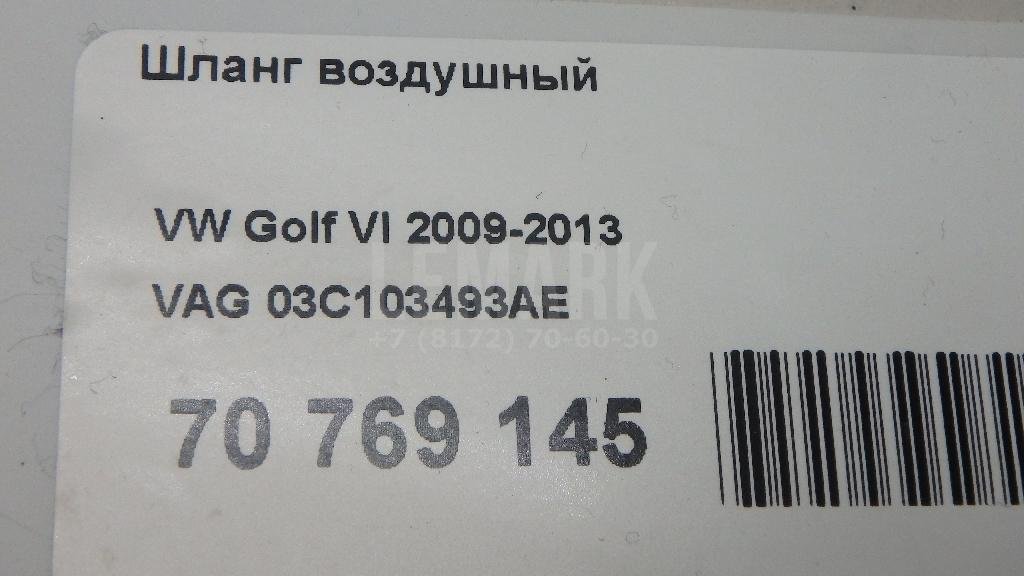 Шланг воздушный
VW Golf VI 2009-2013
VAG 03C103493AE
LEMARK
+7 (8172) 70-60-30
70 769 145